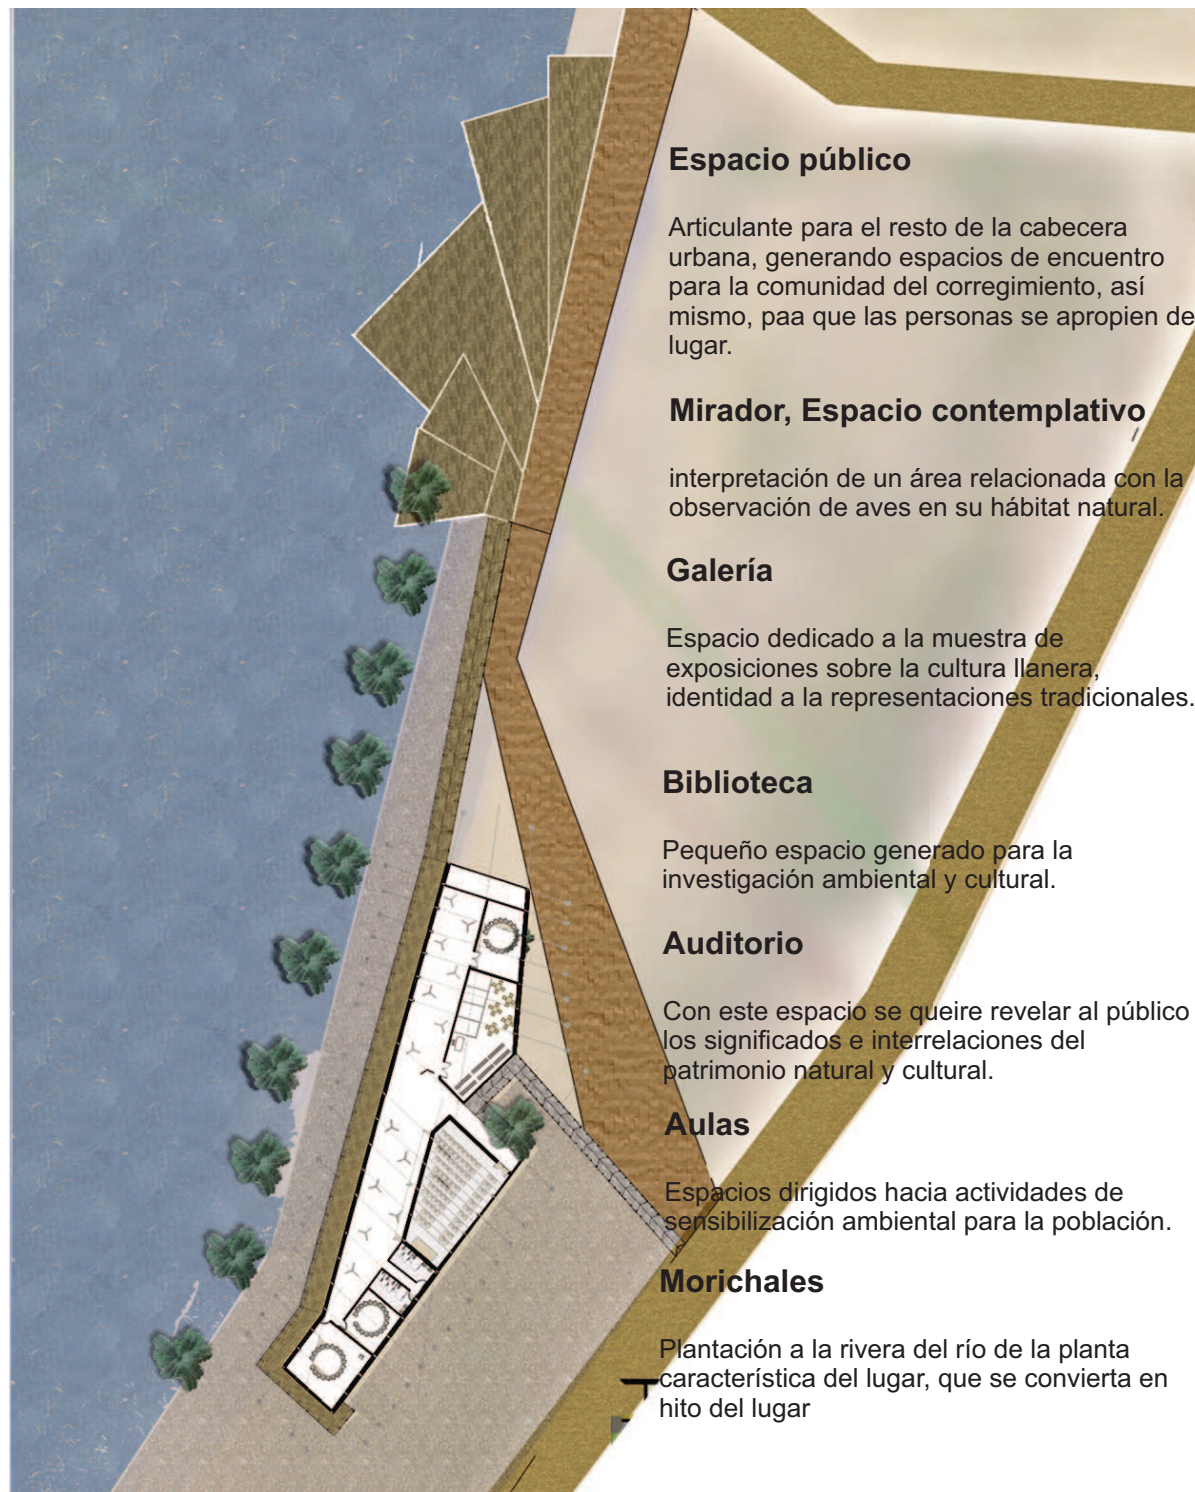 Espacio público
Articulante para el resto de la cabecera
urbana, generando espacios de encuentro
para la comunidad del corregimiento, así
mismo, paa que las personas se apropien de
lugar.
Mirador, Espacio contemplativo
interpretación de un área relacionada con la
observación de aves en su hábitat natural.
Galería
Espacio dedicado a la muestra de
exposiciones sobre la cultura llanera,
identidad a la representaciones tradicionales.
Biblioteca
Pequeño espacio generado para la
investigación ambiental y cultural.
Auditorio
Con este espacio se queire revelar al público
los significados e interrelaciones del
patrimonio natural y cultural.
Aulas
Espacios dirigidos hacia actividades de
sensibilización ambiental para la población.
Morichales
Plantación a la rivera del río de la planta
característica del lugar, que se convierta en
hito del lugar